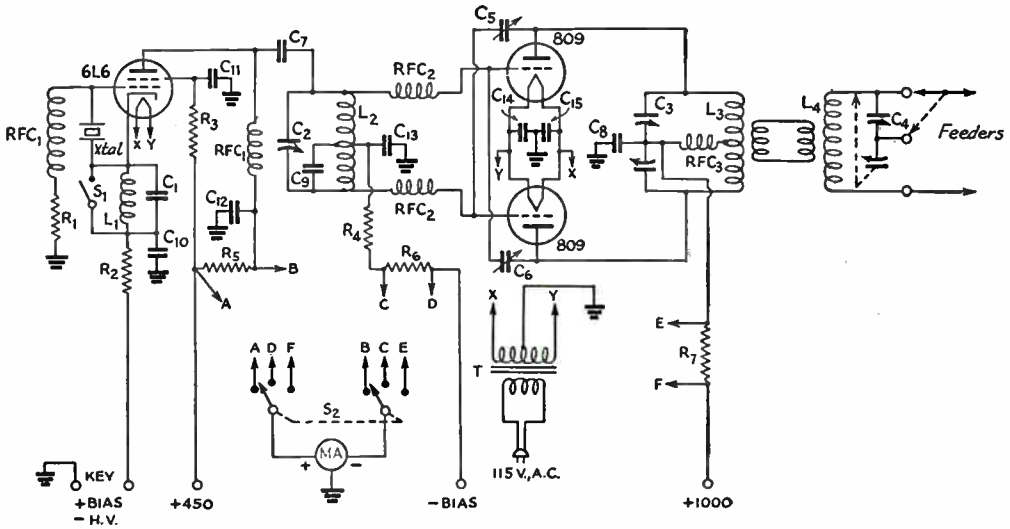 C5
809
C7
6L6
C11
RFC2
C14
C15
C3
L3
L4
R3
C2
L2
C13
C8
C4
Feeders
RFC1
Xtal
X Y
RFC1
RFC3
S1
C1
C9
Y
X
L1
C12
RFC2
R1
C10
R4
809
R2
R5
B
R6
C6
A
C
D
X
Y
E
R7
F
T
A D F
B C E
S2
+ MA -
115 V., A.C.
KEY
+BIAS
- H.V.
+450
-BIAS
+1000